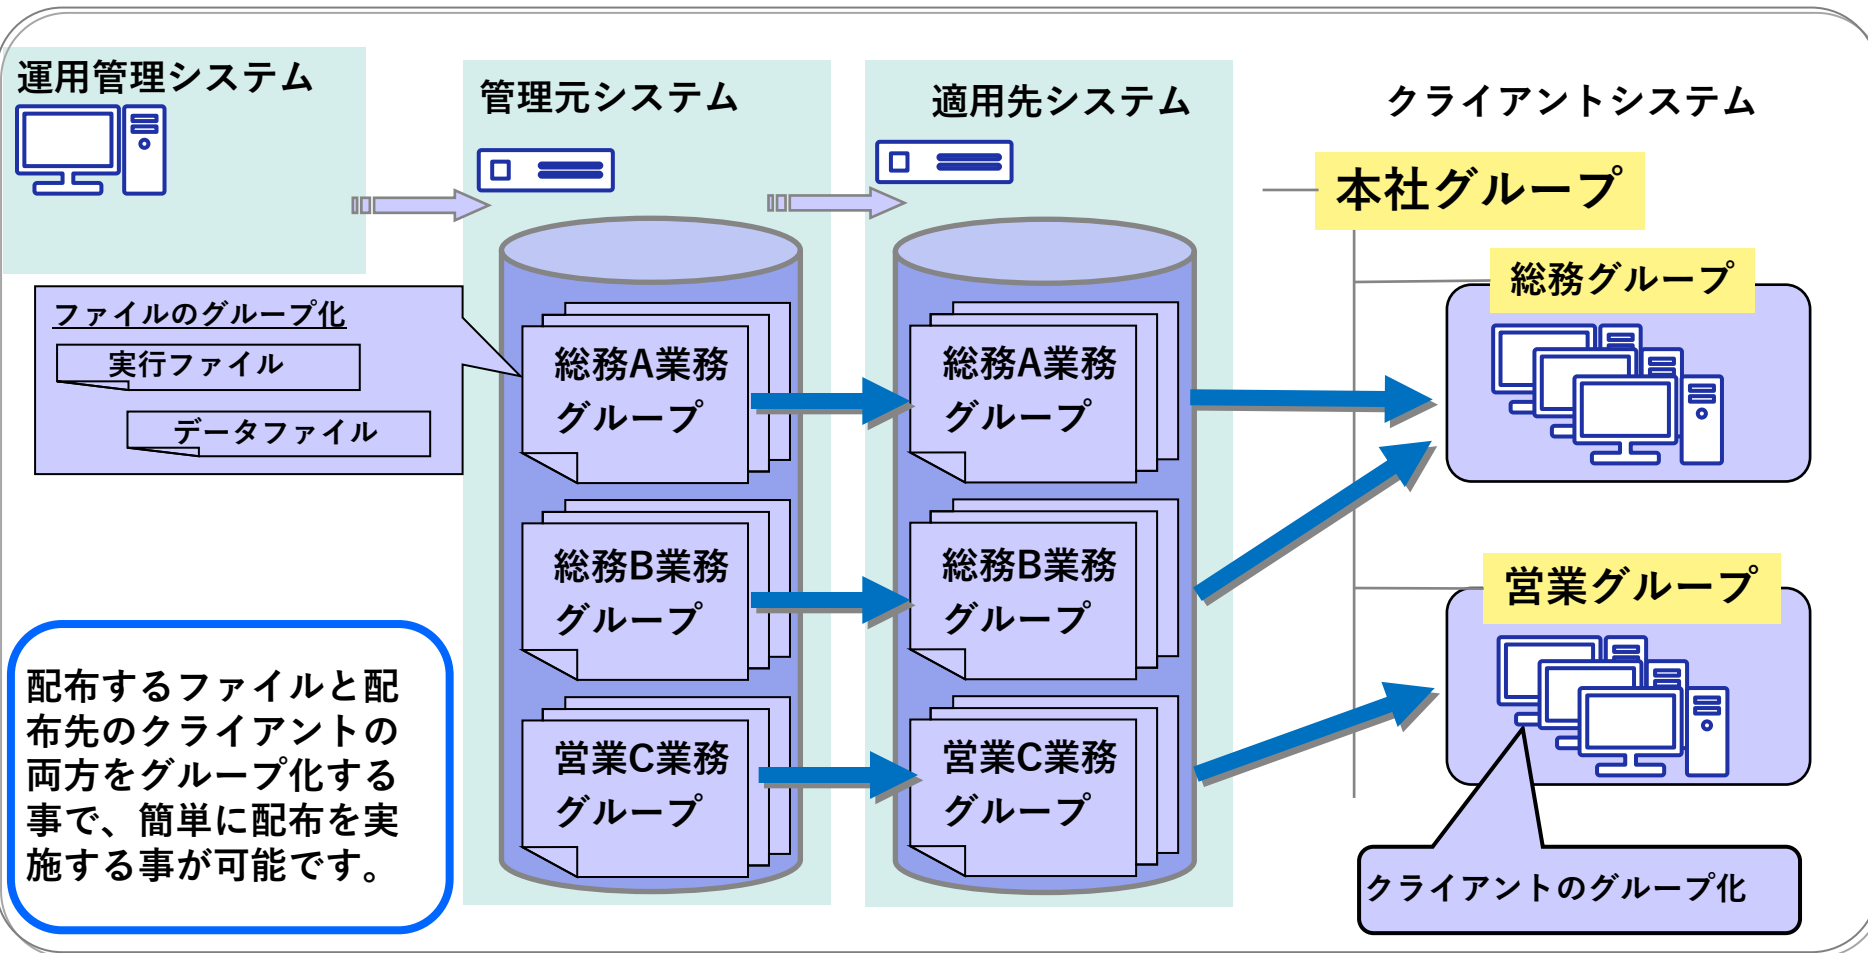 運用管理システム
管理元システム
適用先システム
クライアントシステム
本社グループ
総務グループ
ファイルのグループ化
実行ファイル
データファイル
総務A業務
グループ
総務A業務
グループ
総務B業務
グループ
総務B業務
グループ
営業グループ
配布するファイルと配
布先のクライアントの
両方をグループ化する
事で、簡単に配布を実
施する事が可能です。
営業C業務
グループ
営業C業務
グループ
クライアントのグループ化